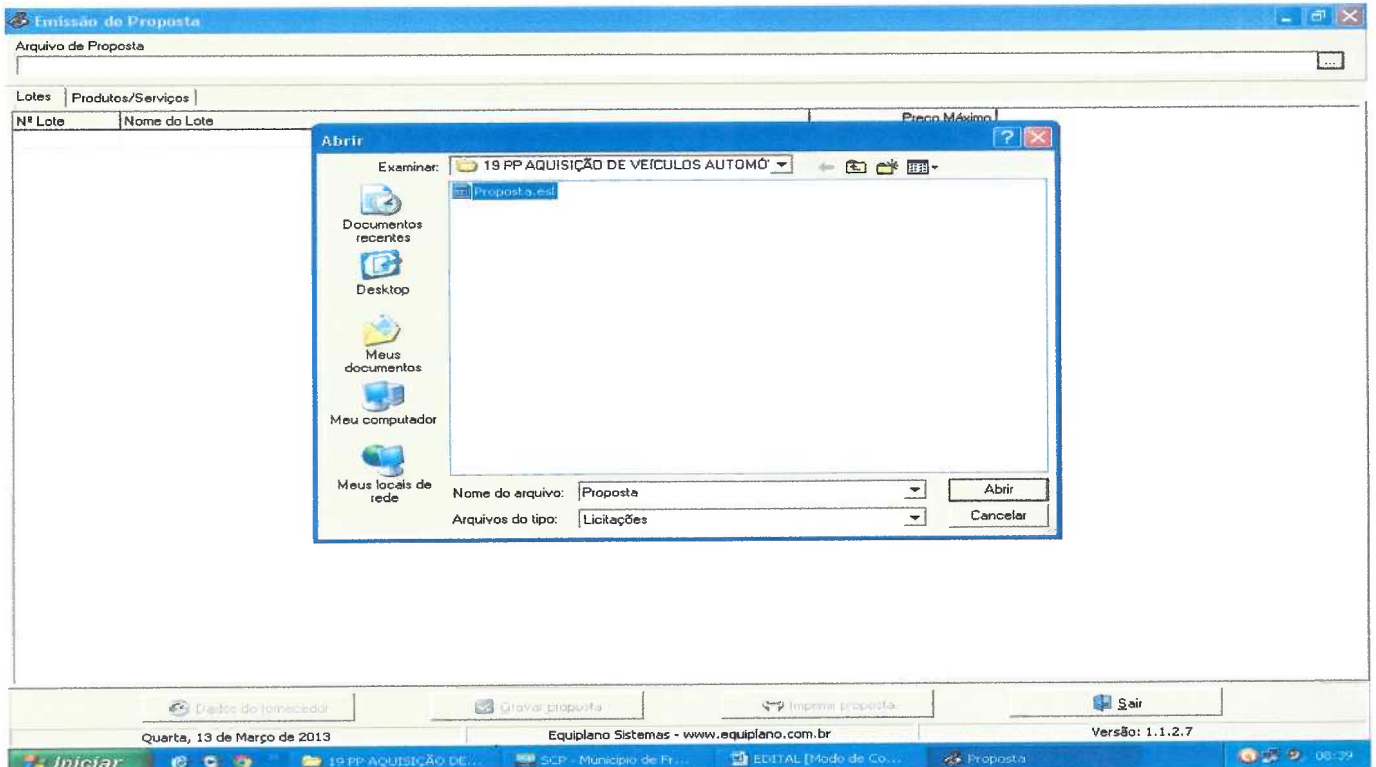 Emissão de Proposta
Arquivo de Proposta
...
Lotes Produtos/Serviços
Nº Lote Nome do Lote Preço Máximo
Abrir
Examinar: 19 PP AQUISIÇÃO DE VEÍCULOS AUTOMÓ
Proposta.esl
Documentos
recentes
Desktop
Meus
documentos
Meu computador
Meus locais de
rede
Nome do arquivo: Proposta Abrir
Arquivos do tipo: Licitações Cancelar
Dados do fornecedor Gravar proposta Imprimir proposta Sair
Quarta, 13 de Março de 2013 Equiplano Sistemas - www.equiplano.com.br Versão: 1.1.2.7
Iniciar 19 PP AQUISIÇÃO DE... SCP - Município de Fr... EDITAL [Modo de Co... Proposta 08:39